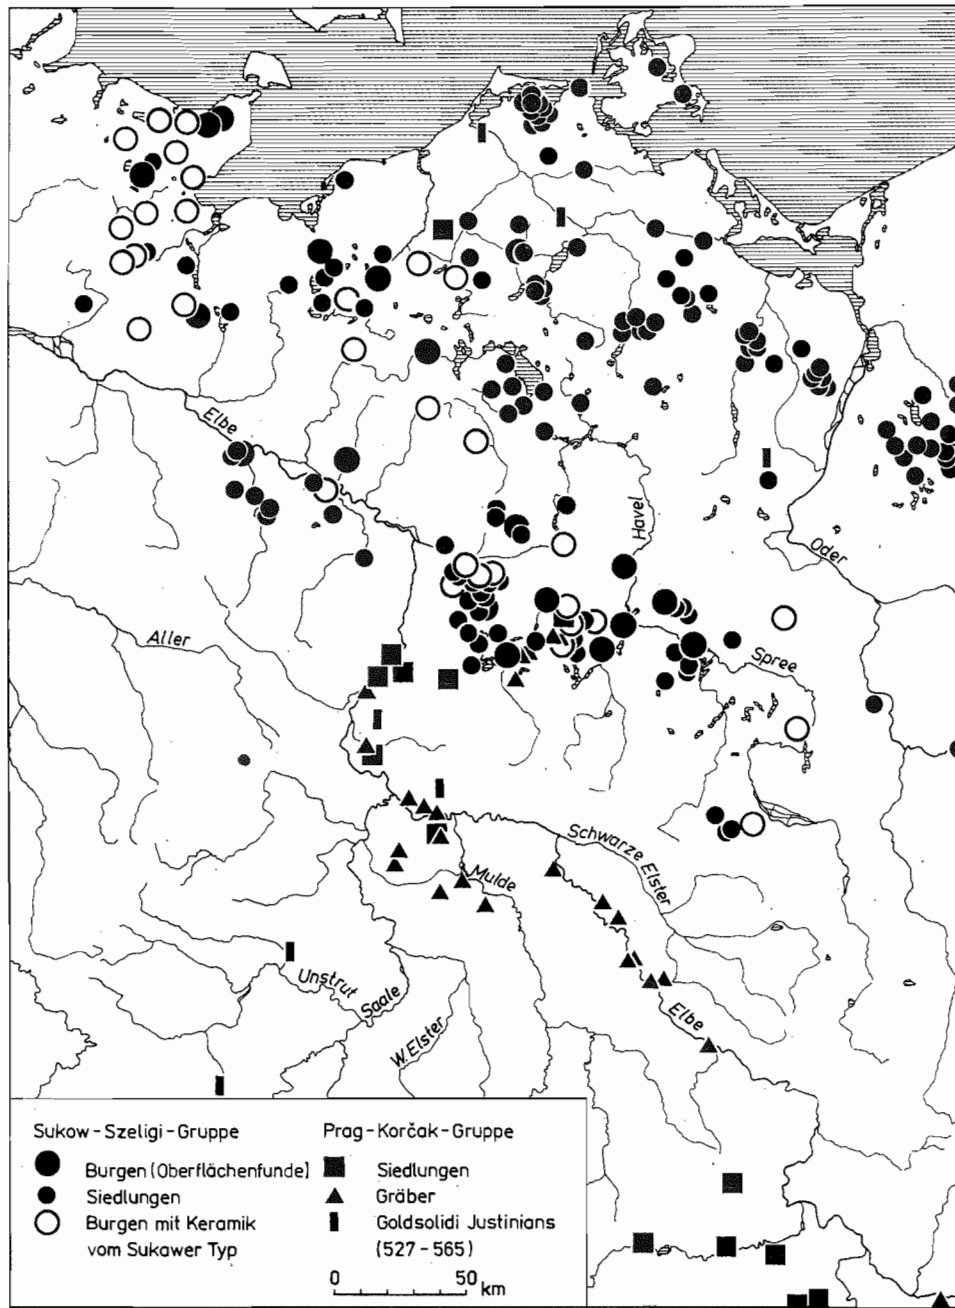 Elbe
Havel
Oder
Aller
Spree
Schwarze Elster
Mulde
Unstrut
Saale
Elbe
W. Elster
Sukow-Szeligi-Gruppe
Burgen (Oberflächenfunde)
Siedlungen
Burgen mit Keramik
vom Sukawer Typ
Prag-Korčak-Gruppe
Siedlungen
Gräber
Goldsolidi Justinians
(527-565)
0 50
km